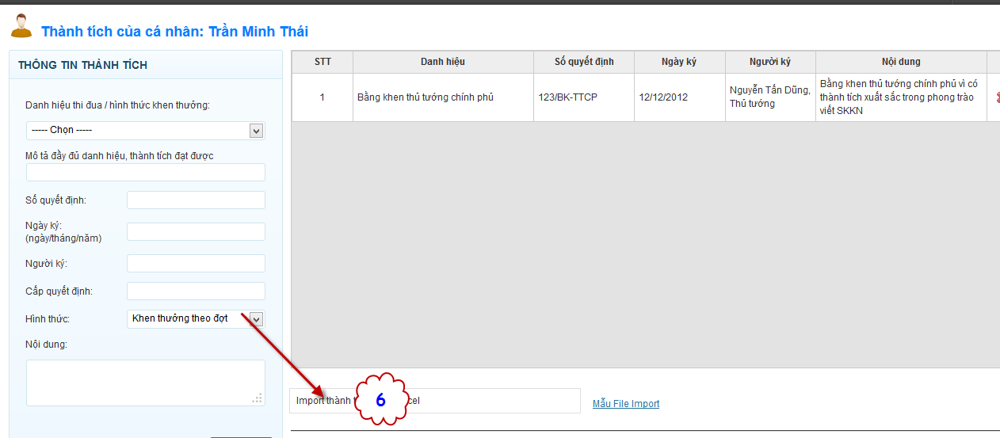 Thành tích của cá nhân: Trần Minh Thái
THÔNG TIN THÀNH TÍCH
Danh hiệu thi đua / hình thức khen thưởng:
----- Chọn -----
Mô tả đầy đủ danh hiệu, thành tích đạt được
Số quyết định:
Ngày ký:
(ngày/tháng/năm)
Người ký:
Cấp quyết định:
Hình thức: Khen thưởng theo đợt
Nội dung:
STT Danh hiệu Số quyết định Ngày ký Người ký Nội dung
1 Bằng khen thủ tướng chính phủ 123/BK-TTCP 12/12/2012
Nguyễn Tấn Dũng,
Thủ tướng
Bằng khen thủ tướng chính phủ vì có
thành tích xuất sắc trong phong trào
viết SKKN
Import thành
6
Mẫu File Import